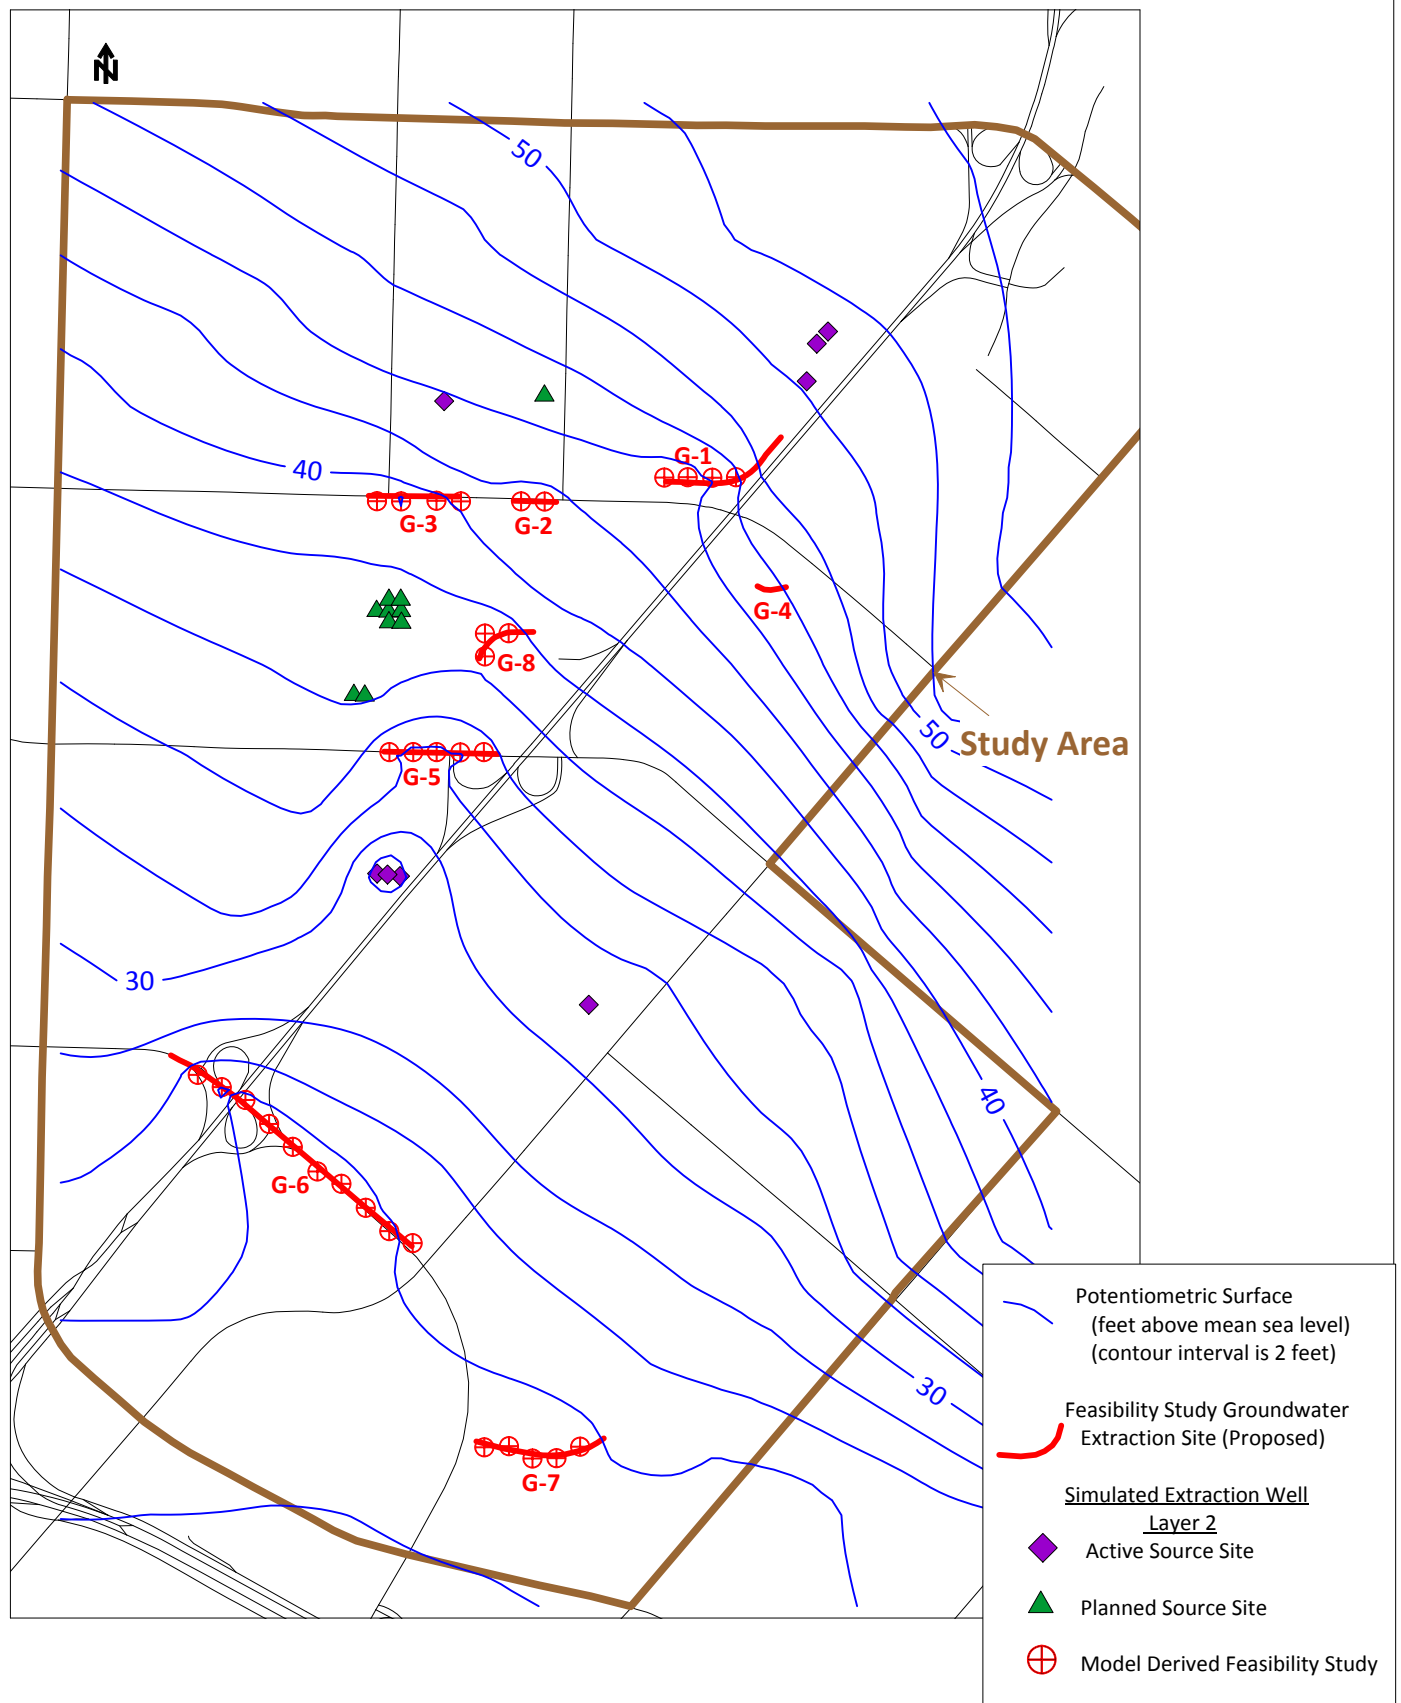 N
50
G-1
40
G-3
G-2
G-4
G-8
50
Study Area
G-5
30
40
G-6
30
G-7
Potentiometric Surface
(feet above mean sea level)
(contour interval is 2 feet)
Feasibility Study Groundwater
Extraction Site (Proposed)
Simulated Extraction Well
Layer 2
Active Source Site
Planned Source Site
Model Derived Feasibility Study